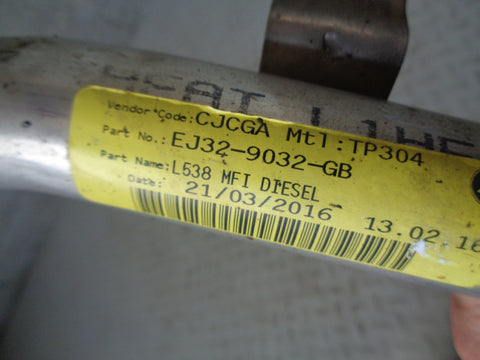 HEAT
Vendor Code: CJCGA Mtl:TP304
Part No.: EJ32-9032-GB
Part Name: L538 MFI DIESEL
Date: 21/03/2016 13.02.16